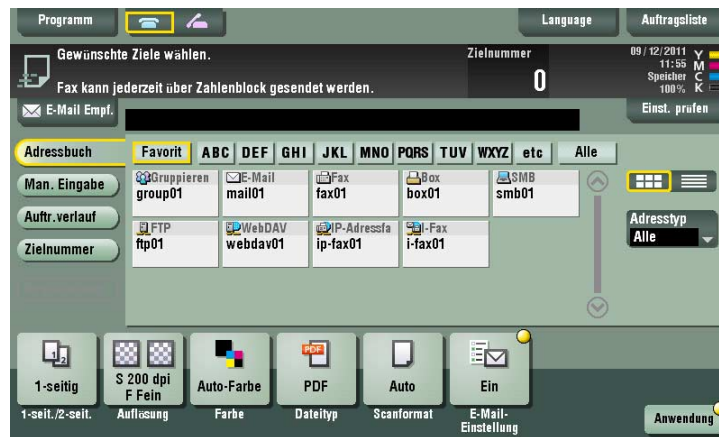 Programm
Language
Auftragsliste
Gewünschte Ziele wählen.
Zielnummer
0
09/12/2011
11:55
Speicher
100%
Y
M
C
K
Fax kann jederzeit über Zahlenblock gesendet werden.
E-Mail Empf.
Einst. prüfen
Adressbuch
Favorit ABC DEF GHI JKL MNO PQRS TUV WXYZ etc Alle
Man. Eingabe
Auftr.verlauf
Zielnummer
Gruppieren
group01
E-Mail
mail01
Fax
fax01
Box
box01
SMB
smb01
FTP
ftp01
WebDAV
webdav01
IP-Adressfa
ip-fax01
I-Fax
i-fax01
Adresstyp
Alle
1-seitig
S 200 dpi
F Fein
Auto-Farbe
PDF
PDF
Auto
Ein
1-seit./2-seit.
Auflösung
Farbe
Dateityp
Scanformat
E-Mail-
Einstellung
Anwendung